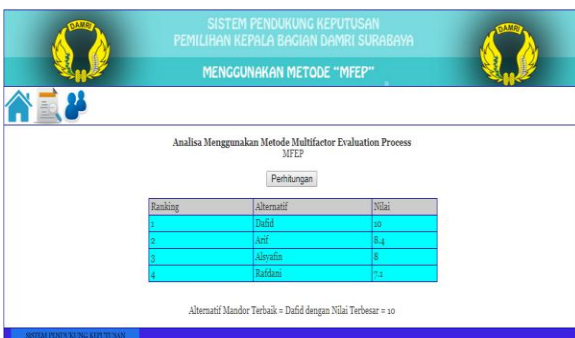 DAMRI
SISTEM PENDUKUNG KEPUTUSAN
PEMILIHAN KEPALA BAGIAN DAMRI SURABAYA
MENGGUNAKAN METODE "MFEP"
DAMRI
Analisa Menggunakan Metode Multifactor Evaluation Process
MFEP
Perhitungan
Ranking Alternatif Nilai
1 Dafid 10
2 Arif 8.4
3 Alsyafin 8
4 Rafdani 7.1
Alternatif Mandor Terbaik = Dafid dengan Nilai Terbesar = 10
SISTEM PENDUKUNG KEPUTUSAN